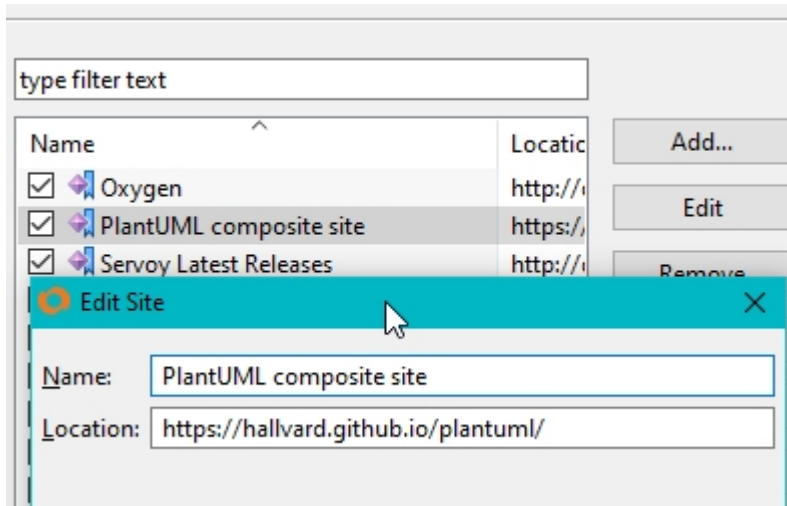 type filter text
Name Locatic
Add...
Oxygen http://
Edit
PlantUML composite site https://
Servoy Latest Releases http://
Remove
Edit Site
Name: PlantUML composite site
Location: https://hallvard.github.io/plantuml/